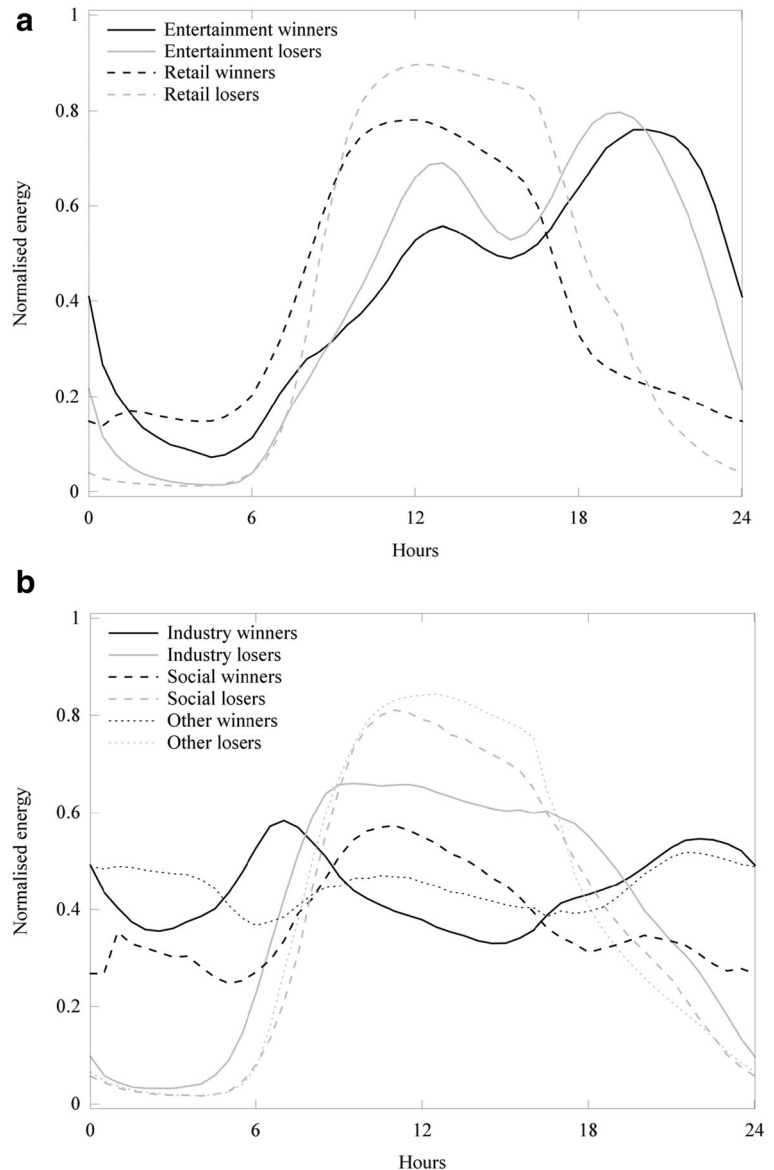 a
1
Entertainment winners
Entertainment losers
Retail winners
Retail losers
0.8
0.6
0.4
0.2
0
Normalised energy
0
6
12
18
24
Hours
b
1
Industry winners
Industry losers
Social winners
Social losers
Other winners
Other losers
0.8
0.6
0.4
0.2
0
Normalised energy
0
6
12
18
24
Hours